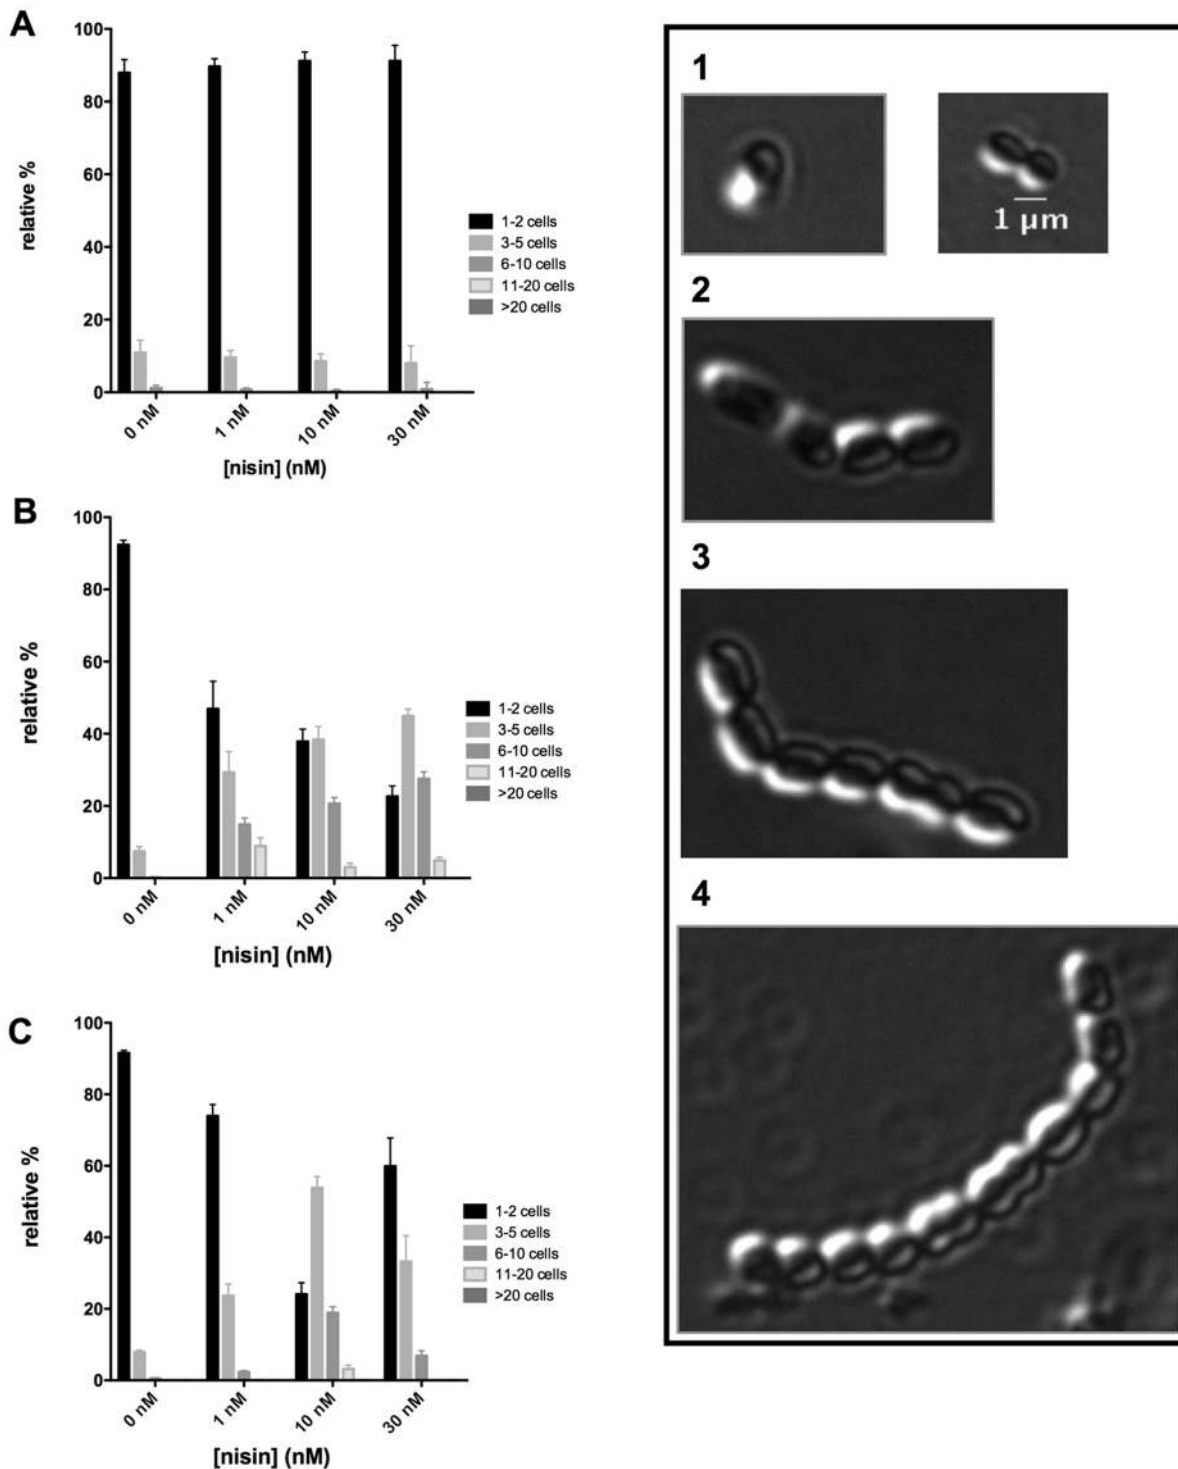 A
relative %
100
80
60
40
20
0
0 nM
1 nM
10 nM
30 nM
[nisin] (nM)
1-2 cells
3-5 cells
6-10 cells
11-20 cells
>20 cells
B
relative %
100
80
60
40
20
0
0 nM
1 nM
10 nM
30 nM
[nisin] (nM)
1-2 cells
3-5 cells
6-10 cells
11-20 cells
>20 cells
C
relative %
100
80
60
40
20
0
0 nM
1 nM
10 nM
30 nM
[nisin] (nM)
1-2 cells
3-5 cells
6-10 cells
11-20 cells
>20 cells
1
1 µm
2
3
4